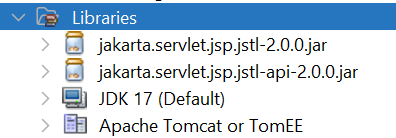 Libraries
jakarta.servlet.jsp.jstl-2.0.0.jar
jakarta.servlet.jsp.jstl-api-2.0.0.jar
JDK 17 (Default)
Apache Tomcat or TomEE